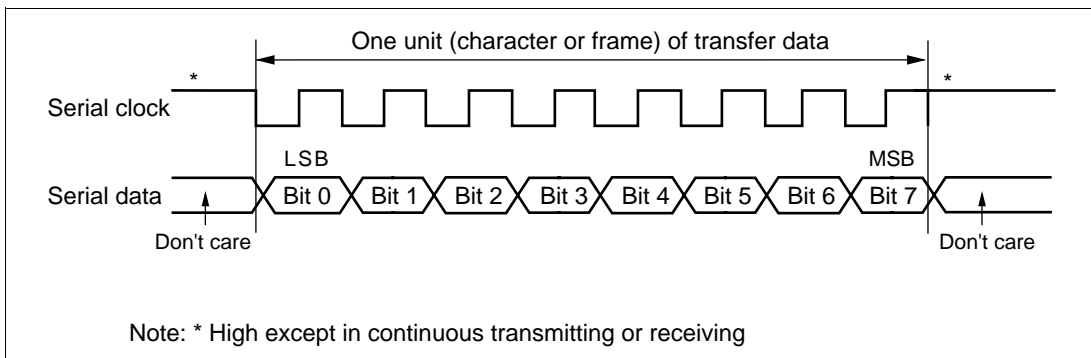 One unit (character or frame) of transfer data
* *
Serial clock
LSB MSB
Serial data Bit 0 Bit 1 Bit 2 Bit 3 Bit 4 Bit 5 Bit 6 Bit 7
Don't care Don't care
Note: * High except in continuous transmitting or receiving